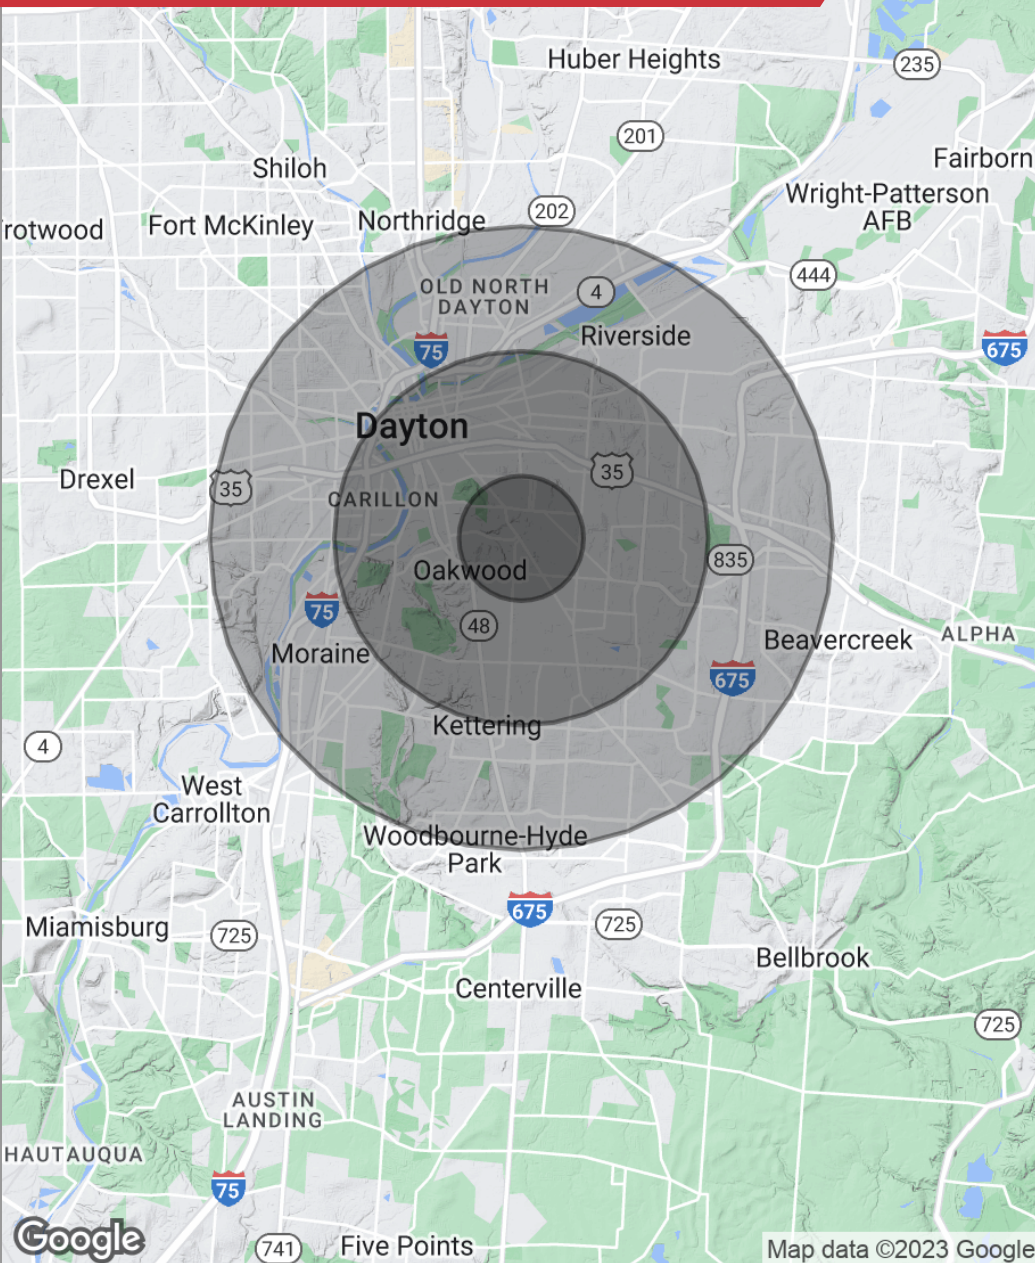 Huber Heights
235
201
Fairborn
Shiloh
Wright-Patterson
AFB
202
Northridge
Fort McKinley
rotwood
444
OLD NORTH
DAYTON
4
Riverside
75
675
Dayton
35
Drexel
35
CARILLON
835
Oakwood
75
48
ALPHA
Beavercreek
Moraine
675
Kettering
4
West
Carrollton
Woodbourne-Hyde
Park
675
725
Miamisburg
725
Bellbrook
Centerville
725
AUSTIN
LANDING
HAUTAUQUA
75
Google
741
Five Points
Map data ©2023 Google